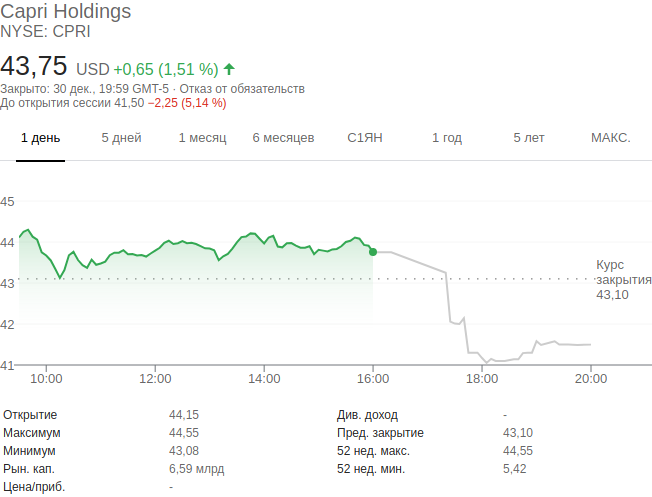 Capri Holdings
NYSE: CPRI
43,75 USD +0,65 (1,51 %)
Закрыто: 30 дек., 19:59 GMT-5 · Отказ от обязательств
До открытия сессии 41,50 −2,25 (5,14 %)
1 день 5 дней 1 месяц 6 месяцев С1ЯН 1 год 5 лет МАКС.
45
44
43
42
41
Курс
закрытия
43,10
10:00 12:00 14:00 16:00 18:00 20:00
Открытие 44,15 Див. доход -
Максимум 44,55 Пред. закрытие 43,10
Минимум 43,08 52 нед. макс. 44,55
Рын. кап. 6,59 млрд 52 нед. мин. 5,42
Цена/приб. -